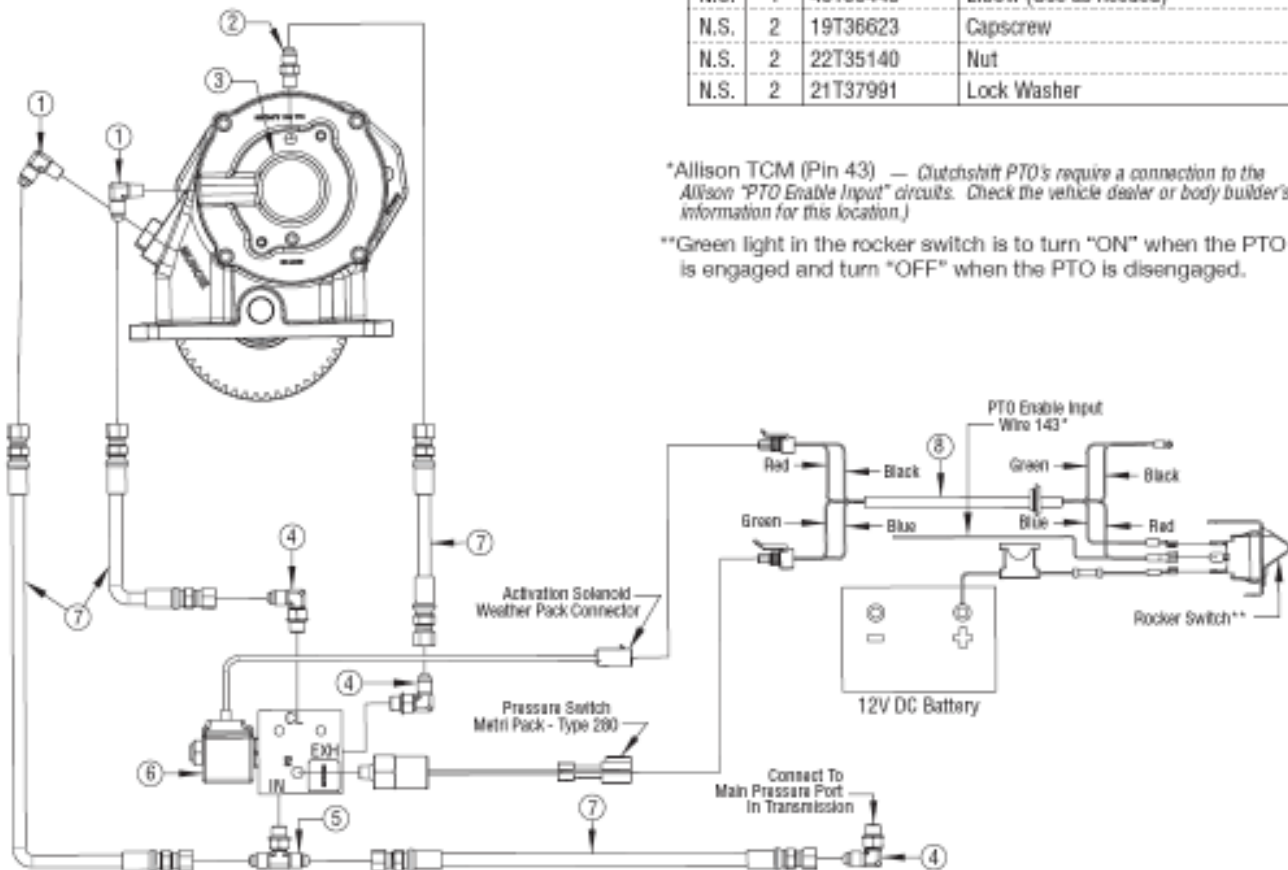 N.S. 2 19T36623 Capscrew
N.S. 2 22T35140 Nut
N.S. 2 21T37991 Lock Washer
*Allison TCM (Pin 43) — Clutchshift PTO's require a connection to the
Allison "PTO Enable Input" circuits. Check the vehicle dealer or body builder's
information for this location.)
**Green light in the rocker switch is to turn "ON" when the PTO
is engaged and turn "OFF" when the PTO is disengaged.
2
3
1
1
PTO Enable Input
Wire 143*
8
Red
Black
Green
Black
Green
Blue
Blue
Red
7
4
7
Activation Solenoid
Weather Pack Connector
Rocker Switch**
4
12V DC Battery
Pressure Switch
Metri Pack - Type 280
CL
EXH
IN
6
Connect To
Main Pressure Port
In Transmission
5
7
4